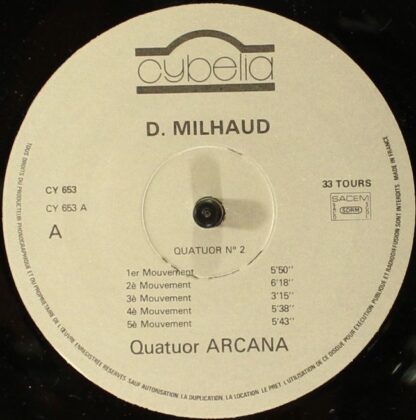 cybelia
D. MILHAUD
CY 653
33 TOURS
CY 653 A
SACEM
SDRM
A
QUATUOR Nº 2
1er Mouvement 5'50''
2è Mouvement 6'18''
3è Mouvement 3'15''
4è Mouvement 5'38''
5è Mouvement 5'43''
Quatuor ARCANA
TOUS DROITS DU PRODUCTEUR PHONOGRAPHIQUE ET DU PROPRIETAIRE DE L'ŒUVRE ENREGISTREE RESERVES SAUF AUTORISATION. LA DUPLICATION, LA LOCATION, LE PRET, L'UTILISATION DE CE DISQUE POUR EXECUTION PUBLIQUE ET RADIODIFFUSION SONT INTERDITS. MADE IN FRANCE